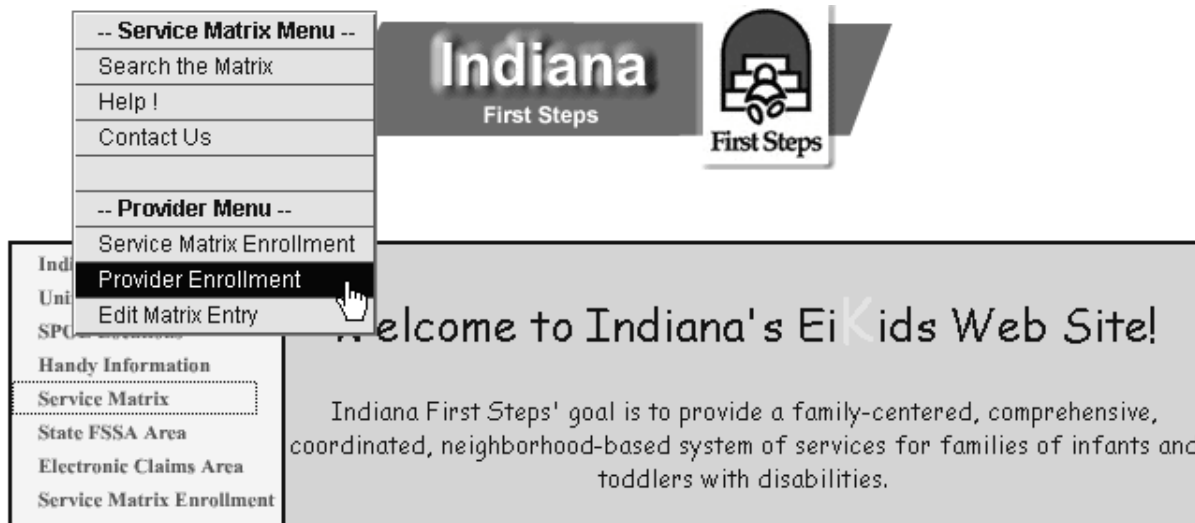 -- Service Matrix Menu --
Search the Matrix
Help !
Contact Us
-- Provider Menu --
Service Matrix Enrollment
Provider Enrollment
Edit Matrix Entry
Indiana
First Steps
First Steps
Handy Information
Service Matrix
State FSSA Area
Electronic Claims Area
Service Matrix Enrollment
Welcome to Indiana's EiKids Web Site!
Indiana First Steps' goal is to provide a family-centered, comprehensive,
coordinated, neighborhood-based system of services for families of infants and
toddlers with disabilities.